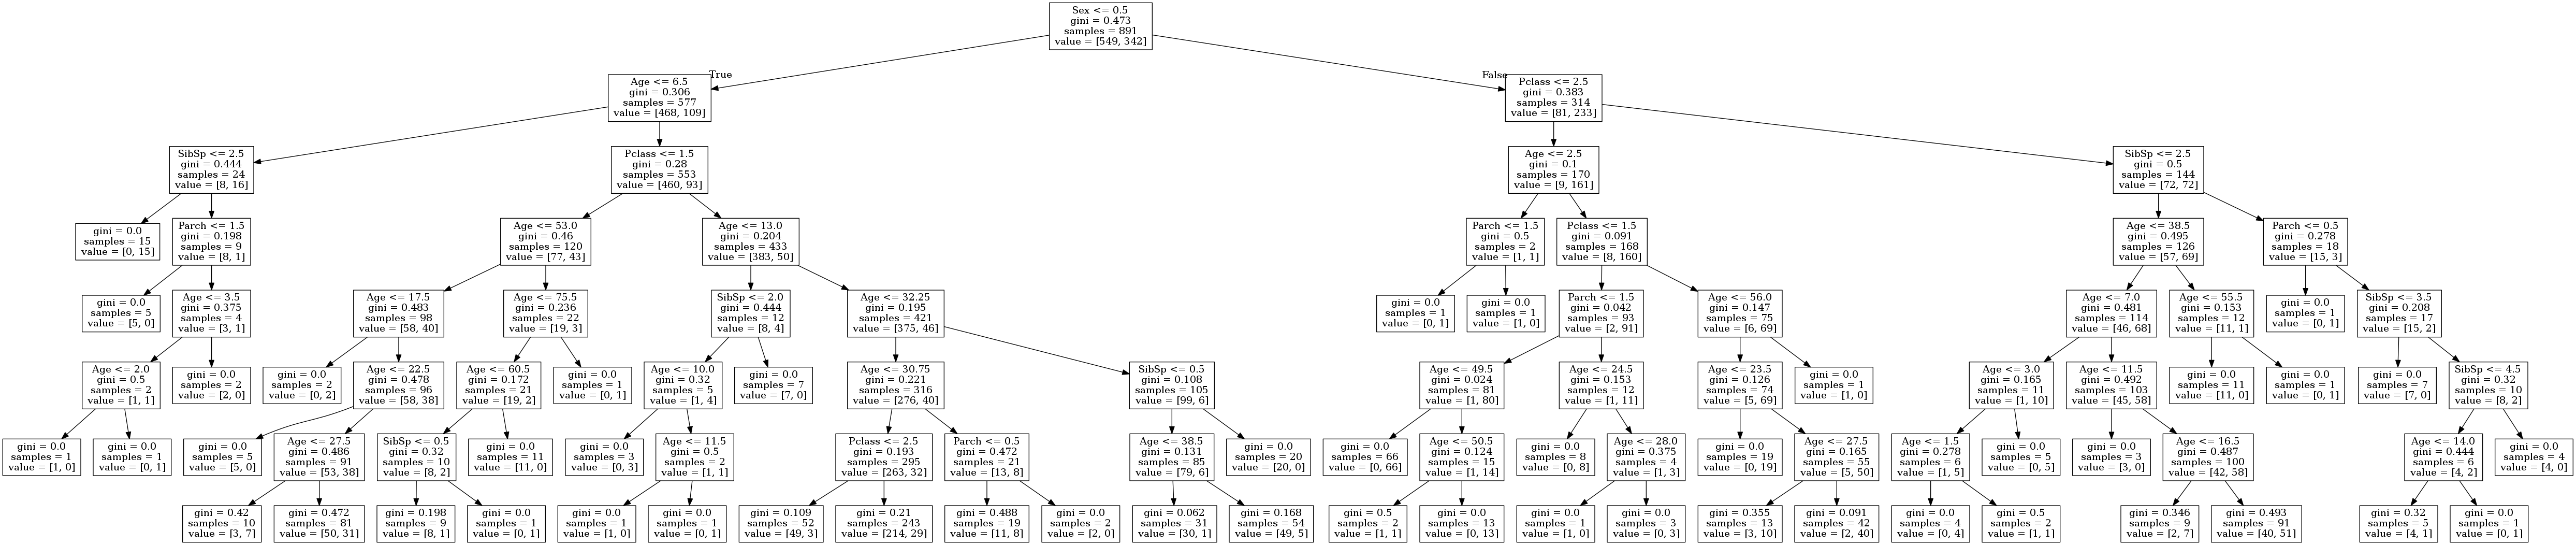 Sex <= 0.5
gini = 0.473
samples = 891
value = [549, 342]
True
False
Age <= 6.5
gini = 0.306
samples = 577
value = [468, 109]
Pclass <= 2.5
gini = 0.383
samples = 314
value = [81, 233]
SibSp <= 2.5
gini = 0.444
samples = 24
value = [8, 16]
Pclass <= 1.5
gini = 0.28
samples = 553
value = [460, 93]
Age <= 2.5
gini = 0.1
samples = 170
value = [9, 161]
SibSp <= 2.5
gini = 0.5
samples = 144
value = [72, 72]
gini = 0.0
samples = 15
value = [0, 15]
Parch <= 1.5
gini = 0.198
samples = 9
value = [8, 1]
Age <= 53.0
gini = 0.46
samples = 120
value = [77, 43]
Age <= 13.0
gini = 0.204
samples = 433
value = [383, 50]
Parch <= 1.5
gini = 0.5
samples = 2
value = [1, 1]
Pclass <= 1.5
gini = 0.091
samples = 168
value = [8, 160]
Age <= 38.5
gini = 0.495
samples = 126
value = [57, 69]
Parch <= 0.5
gini = 0.278
samples = 18
value = [15, 3]
gini = 0.0
samples = 5
value = [5, 0]
Age <= 3.5
gini = 0.375
samples = 4
value = [3, 1]
Age <= 17.5
gini = 0.483
samples = 98
value = [58, 40]
Age <= 75.5
gini = 0.236
samples = 22
value = [19, 3]
SibSp <= 2.0
gini = 0.444
samples = 12
value = [8, 4]
Age <= 32.25
gini = 0.195
samples = 421
value = [375, 46]
gini = 0.0
samples = 1
value = [0, 1]
gini = 0.0
samples = 1
value = [1, 0]
Parch <= 1.5
gini = 0.042
samples = 93
value = [2, 91]
Age <= 56.0
gini = 0.147
samples = 75
value = [6, 69]
Age <= 7.0
gini = 0.481
samples = 114
value = [46, 68]
Age <= 55.5
gini = 0.153
samples = 12
value = [11, 1]
gini = 0.0
samples = 1
value = [0, 1]
SibSp <= 3.5
gini = 0.208
samples = 17
value = [15, 2]
Age <= 2.0
gini = 0.5
samples = 2
value = [1, 1]
gini = 0.0
samples = 2
value = [2, 0]
gini = 0.0
samples = 2
value = [0, 2]
Age <= 22.5
gini = 0.478
samples = 96
value = [58, 38]
Age <= 60.5
gini = 0.172
samples = 21
value = [19, 2]
gini = 0.0
samples = 1
value = [0, 1]
Age <= 10.0
gini = 0.32
samples = 5
value = [1, 4]
gini = 0.0
samples = 7
value = [7, 0]
Age <= 30.75
gini = 0.221
samples = 316
value = [276, 40]
SibSp <= 0.5
gini = 0.108
samples = 105
value = [99, 6]
Age <= 49.5
gini = 0.024
samples = 81
value = [1, 80]
Age <= 24.5
gini = 0.153
samples = 12
value = [1, 11]
Age <= 23.5
gini = 0.126
samples = 74
value = [5, 69]
gini = 0.0
samples = 1
value = [1, 0]
Age <= 3.0
gini = 0.165
samples = 11
value = [1, 10]
Age <= 11.5
gini = 0.492
samples = 103
value = [45, 58]
gini = 0.0
samples = 11
value = [11, 0]
gini = 0.0
samples = 1
value = [0, 1]
gini = 0.0
samples = 7
value = [7, 0]
SibSp <= 4.5
gini = 0.32
samples = 10
value = [8, 2]
gini = 0.0
samples = 1
value = [1, 0]
gini = 0.0
samples = 1
value = [0, 1]
gini = 0.0
samples = 5
value = [5, 0]
Age <= 27.5
gini = 0.486
samples = 91
value = [53, 38]
SibSp <= 0.5
gini = 0.32
samples = 10
value = [8, 2]
gini = 0.0
samples = 11
value = [11, 0]
gini = 0.0
samples = 3
value = [0, 3]
Age <= 11.5
gini = 0.5
samples = 2
value = [1, 1]
Pclass <= 2.5
gini = 0.193
samples = 295
value = [263, 32]
Parch <= 0.5
gini = 0.472
samples = 21
value = [13, 8]
Age <= 38.5
gini = 0.131
samples = 85
value = [79, 6]
gini = 0.0
samples = 20
value = [20, 0]
gini = 0.0
samples = 66
value = [0, 66]
Age <= 50.5
gini = 0.124
samples = 15
value = [1, 14]
gini = 0.0
samples = 8
value = [0, 8]
Age <= 28.0
gini = 0.375
samples = 4
value = [1, 3]
gini = 0.0
samples = 19
value = [0, 19]
Age <= 27.5
gini = 0.165
samples = 55
value = [5, 50]
Age <= 1.5
gini = 0.278
samples = 6
value = [1, 5]
gini = 0.0
samples = 5
value = [0, 5]
gini = 0.0
samples = 3
value = [3, 0]
Age <= 16.5
gini = 0.487
samples = 100
value = [42, 58]
Age <= 14.0
gini = 0.444
samples = 6
value = [4, 2]
gini = 0.0
samples = 4
value = [4, 0]
gini = 0.42
samples = 10
value = [3, 7]
gini = 0.472
samples = 81
value = [50, 31]
gini = 0.198
samples = 9
value = [8, 1]
gini = 0.0
samples = 1
value = [0, 1]
gini = 0.0
samples = 1
value = [1, 0]
gini = 0.0
samples = 1
value = [0, 1]
gini = 0.109
samples = 52
value = [49, 3]
gini = 0.21
samples = 243
value = [214, 29]
gini = 0.488
samples = 19
value = [11, 8]
gini = 0.0
samples = 2
value = [2, 0]
gini = 0.062
samples = 31
value = [30, 1]
gini = 0.168
samples = 54
value = [49, 5]
gini = 0.5
samples = 2
value = [1, 1]
gini = 0.0
samples = 13
value = [0, 13]
gini = 0.0
samples = 1
value = [1, 0]
gini = 0.0
samples = 3
value = [0, 3]
gini = 0.355
samples = 13
value = [3, 10]
gini = 0.091
samples = 42
value = [2, 40]
gini = 0.0
samples = 4
value = [0, 4]
gini = 0.5
samples = 2
value = [1, 1]
gini = 0.346
samples = 9
value = [2, 7]
gini = 0.493
samples = 91
value = [40, 51]
gini = 0.32
samples = 5
value = [4, 1]
gini = 0.0
samples = 1
value = [0, 1]